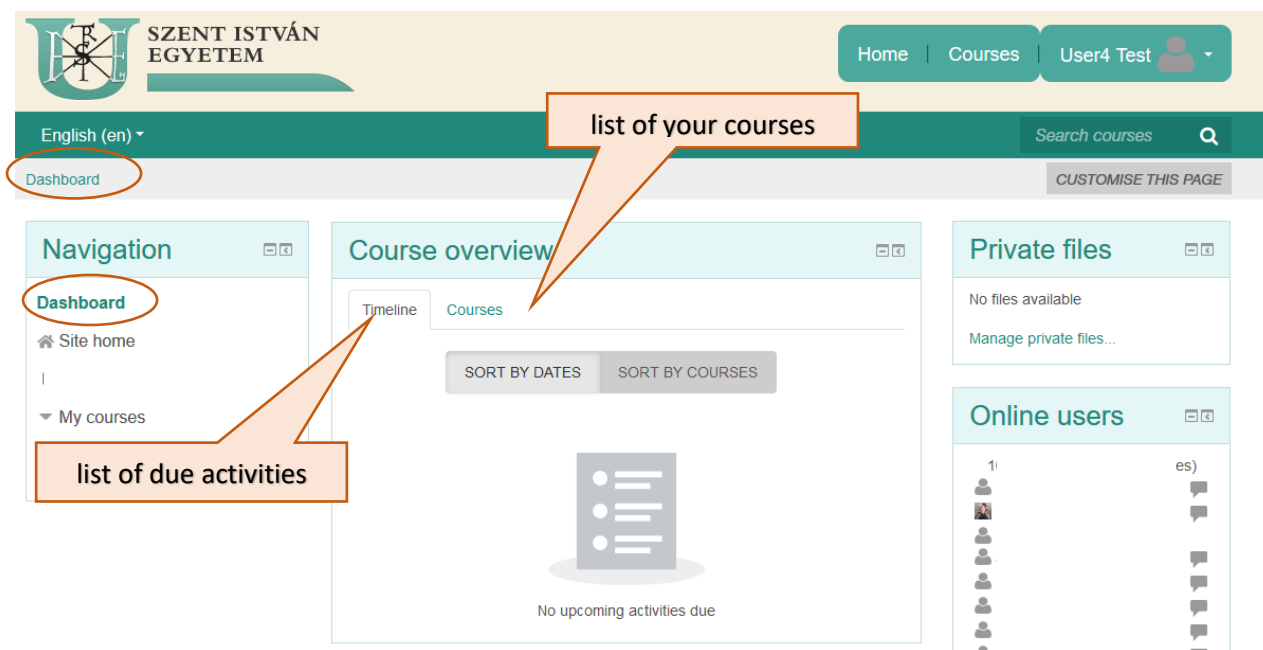 SZENT ISTVÁN
EGYETEM
Home | Courses | User4 Test
list of your courses
English (en)
Search courses
Dashboard
CUSTOMISE THIS PAGE
Navigation
Dashboard
Site home
My courses
list of due activities
Course overview
Timeline
Courses
SORT BY DATES
SORT BY COURSES
No upcoming activities due
Private files
No files available
Manage private files...
Online users
es)